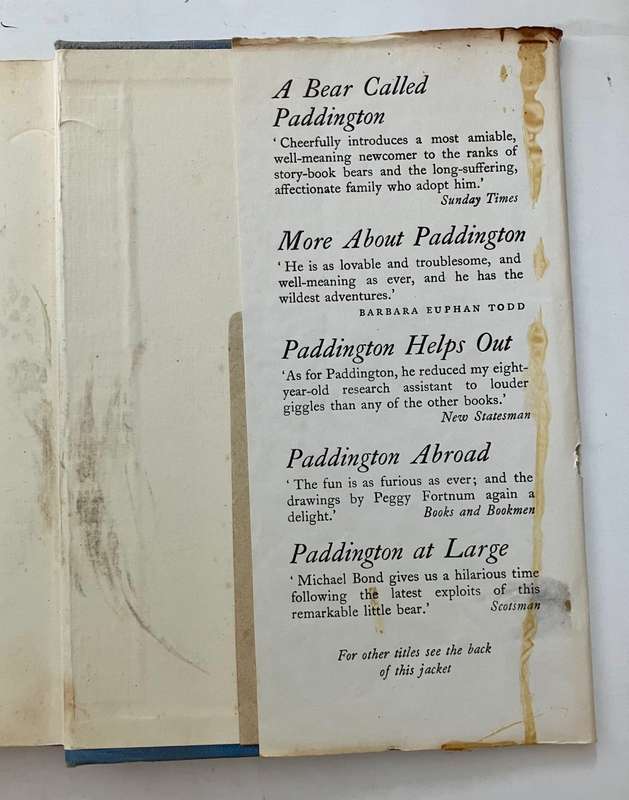 A Bear Called
Paddington
‘Cheerfully introduces a most amiable,
well-meaning newcomer to the ranks of
story-book bears and the long-suffering,
affectionate family who adopt him.’
Sunday Times
More About Paddington
‘He is as lovable and troublesome, and
well-meaning as ever, and he has the
wildest adventures.’
BARBARA EUPHAN TODD
Paddington Helps Out
‘As for Paddington, he reduced my eight-
year-old research assistant to louder
giggles than any of the other books.’
New Statesman
Paddington Abroad
‘The fun is as furious as ever; and the
drawings by Peggy Fortnum again a
delight.’ Books and Bookmen
Paddington at Large
‘Michael Bond gives us a hilarious time
following the latest exploits of this
remarkable little bear.’ Scotsman
For other titles see the back
of this jacket